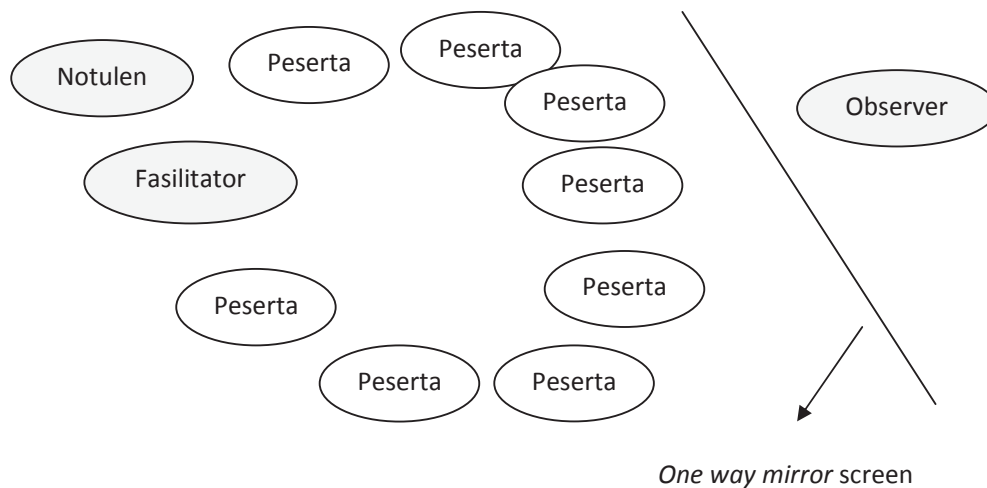 Notulen
Peserta
Peserta
Peserta
Observer
Fasilitator
Peserta
Peserta
Peserta
Peserta
Peserta
One way mirror screen